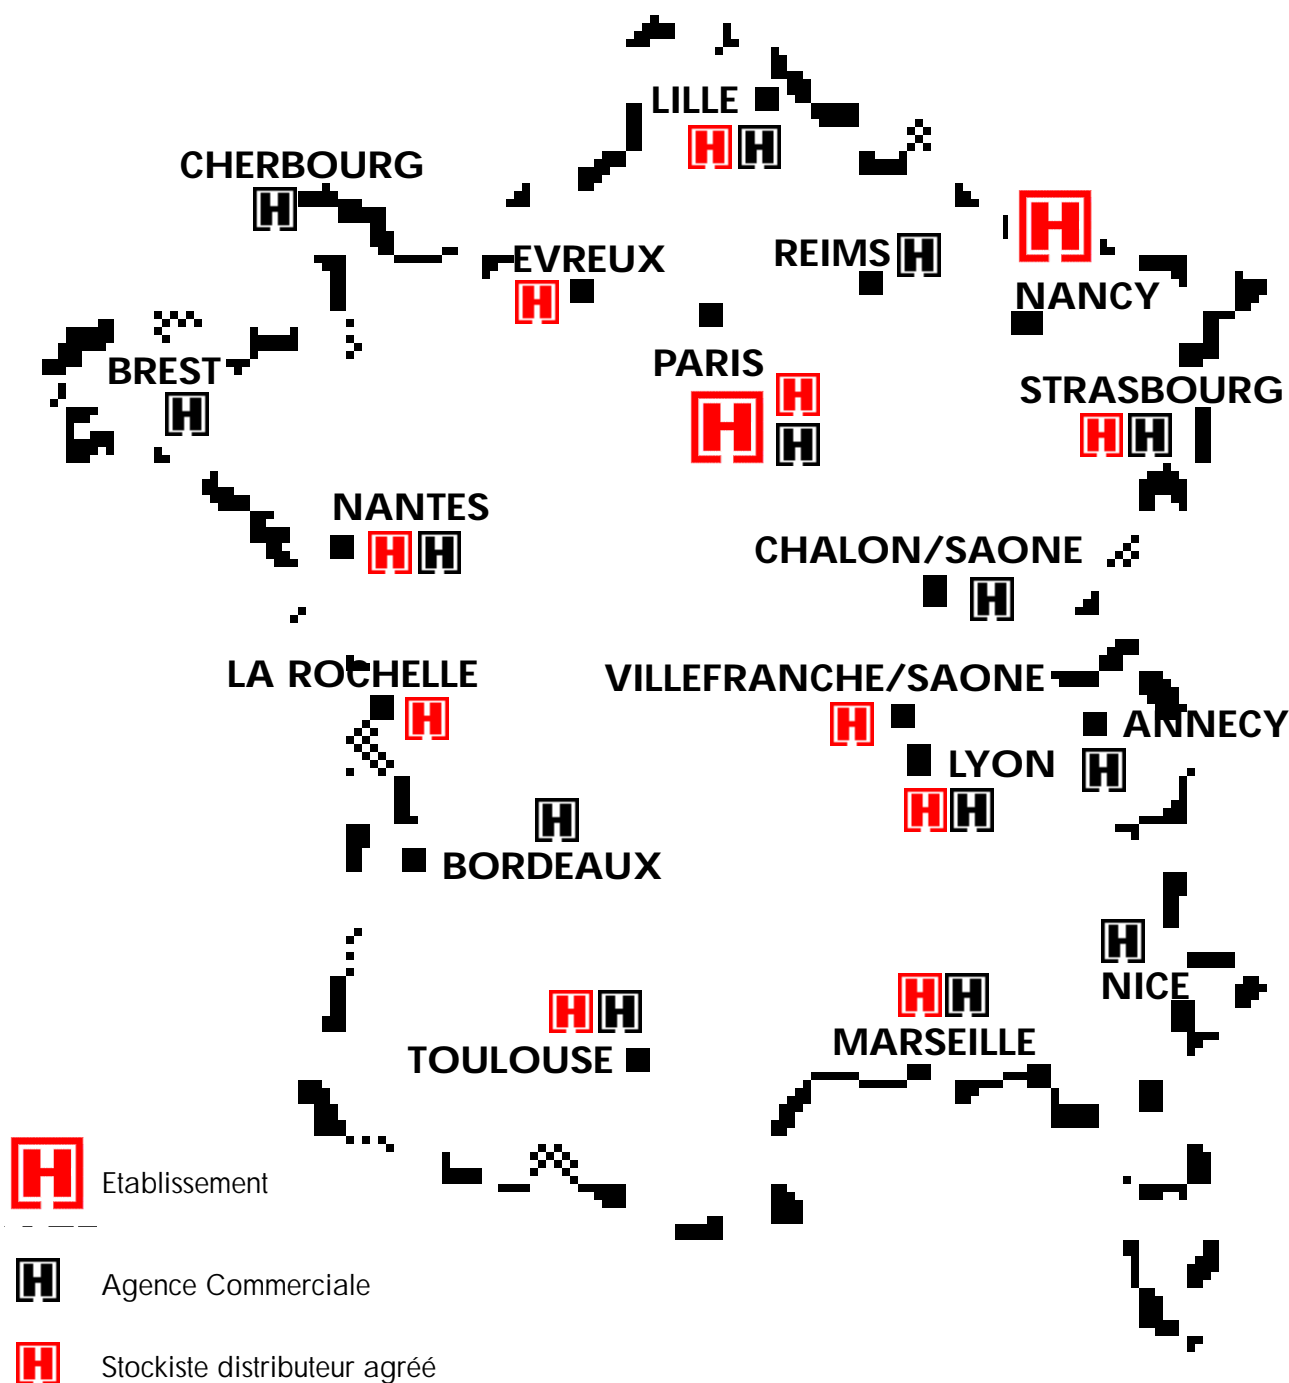 LILLE
CHERBOURG
EVREUX
REIMS
NANCY
PARIS
BREST
STRASBOURG
NANTES
CHALON/SAONE
LA ROCHELLE
VILLEFRANCHE/SAONE
ANNECY
LYON
BORDEAUX
NICE
MARSEILLE
TOULOUSE
H Etablissement
H Agence Commerciale
H Stockiste distributeur agréé